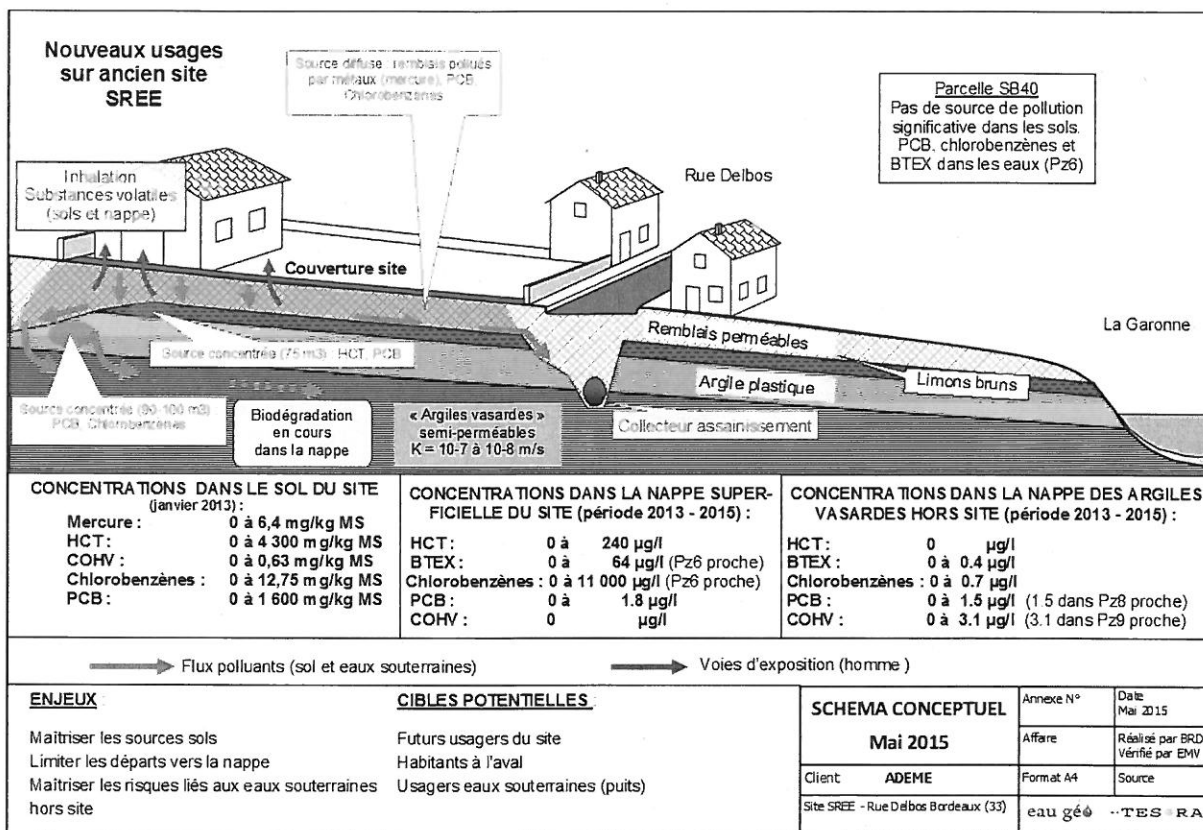 Nouveaux usages
sur ancien site
SREE
Source diffuse : remblais pollués
par métaux (mercure), PCB,
Chlorobenzènes
Parcelle SB40
Pas de source de pollution
significative dans les sols.
PCB, chlorobenzènes et
BTEX dans les eaux (Pz6)
Inhalation
Substances volatiles
(sols et nappe)
Rue Delbos
Couverture site
La Garonne
Remblais perméables
Source concentrée (75 m3) : HCT, PCB
Limons bruns
Argile plastique
Source concentrée (90-100 m3)
PCB, Chlorobenzènes
Biodégradation
en cours
dans la nappe
« Argiles vasardes »
semi-perméables
K = 10-7 à 10-8 m/s
Collecteur assainissement
CONCENTRATIONS DANS LE SOL DU SITE
(janvier 2013) :
Mercure : 0 à 6,4 mg/kg MS
HCT : 0 à 4 300 mg/kg MS
COHV : 0 à 0,63 mg/kg MS
Chlorobenzènes : 0 à 12,75 mg/kg MS
PCB : 0 à 1 600 mg/kg MS
CONCENTRATIONS DANS LA NAPPE SUPER-
FICIELLE DU SITE (période 2013 - 2015) :
HCT : 0 à 240 µg/l
BTEX : 0 à 64 µg/l (Pz6 proche)
Chlorobenzènes : 0 à 11 000 µg/l (Pz6 proche)
PCB : 0 à 1.8 µg/l
COHV : 0 µg/l
CONCENTRATIONS DANS LA NAPPE DES ARGILES
VASARDES HORS SITE (période 2013 - 2015) :
HCT : 0 µg/l
BTEX : 0 à 0.4 µg/l
Chlorobenzènes : 0 à 0.7 µg/l
PCB : 0 à 1.5 µg/l (1.5 dans Pz8 proche)
COHV : 0 à 3.1 µg/l (3.1 dans Pz9 proche)
Flux polluants (sol et eaux souterraines)
Voies d'exposition (homme )
ENJEUX
Maîtriser les sources sols
Limiter les départs vers la nappe
Maîtriser les risques liés aux eaux souterraines
hors site
CIBLES POTENTIELLES
Futurs usagers du site
Habitants à l'aval
Usagers eaux souterraines (puits)
SCHEMA CONCEPTUEL
Mai 2015
Annexe N°
Date
Mai 2015
Affaire
Réalisé par BRD
Vérifié par EMV
Client ADEME
Format A4
Source
Site SREE - Rue Delbos Bordeaux (33)
eau géo
TESORA